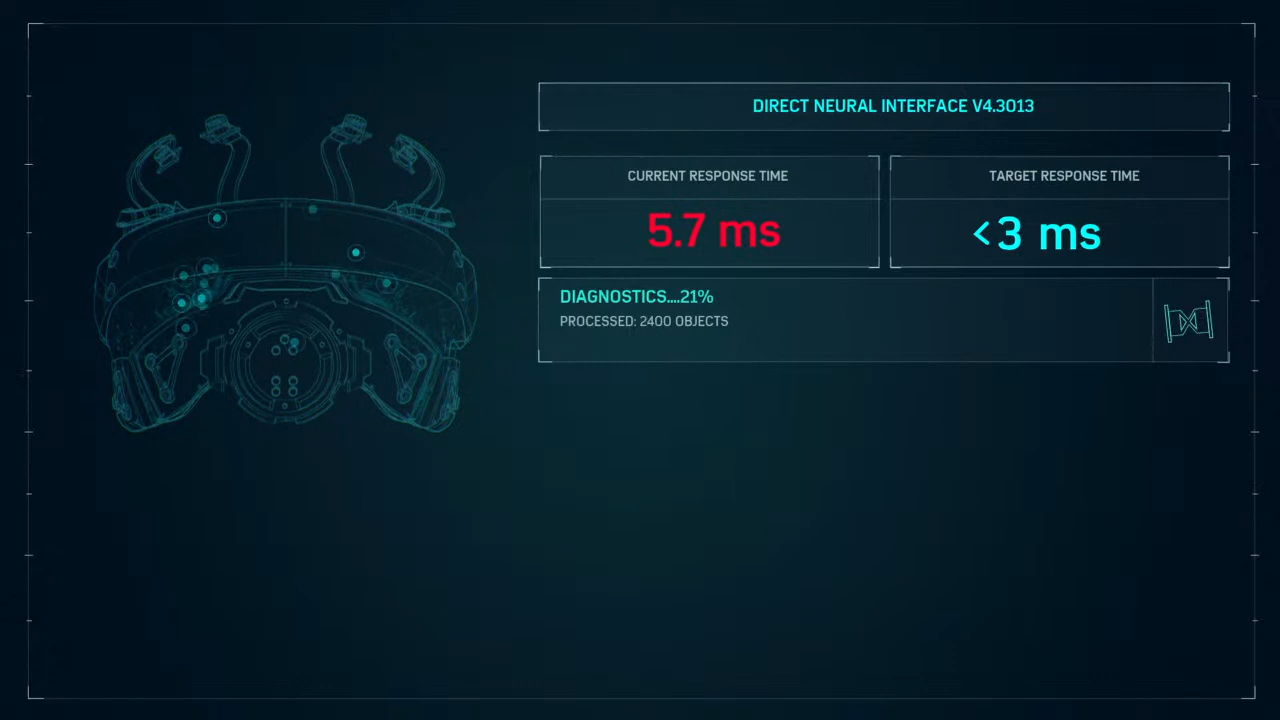 DIRECT NEURAL INTERFACE V4.3013
CURRENT RESPONSE TIME
5.7 ms
TARGET RESPONSE TIME
<3 ms
DIAGNOSTICS....21%
PROCESSED: 2400 OBJECTS